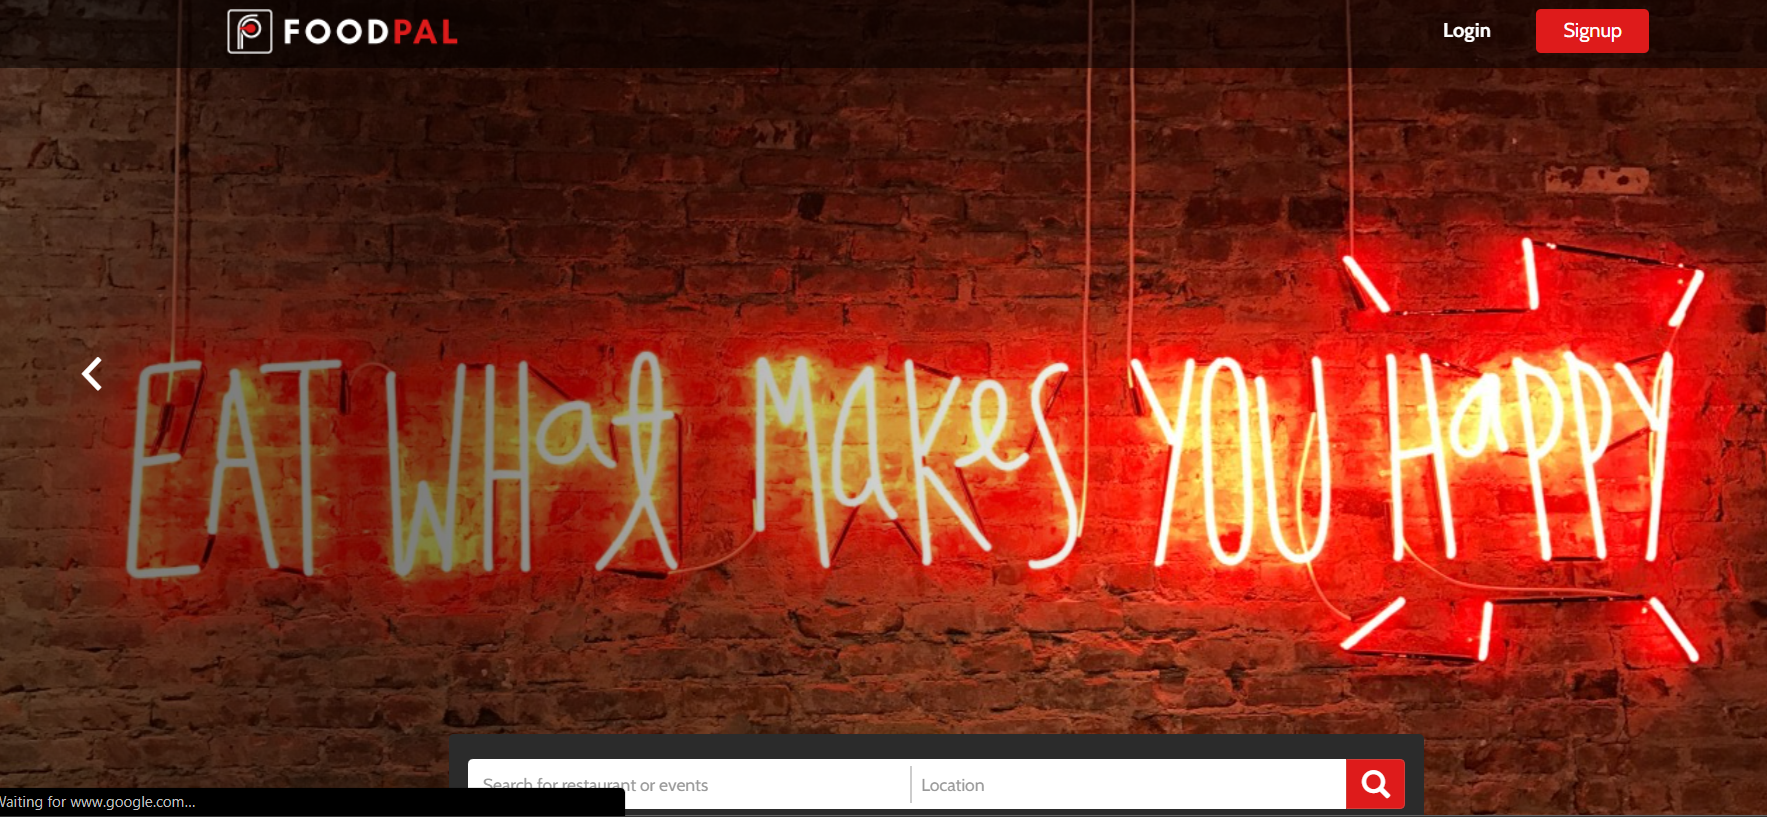 FOODPAL
Login
Signup
EAT WHat Makes YOU HaPPY
Search for restaurant or events
Location
Waiting for www.google.com...